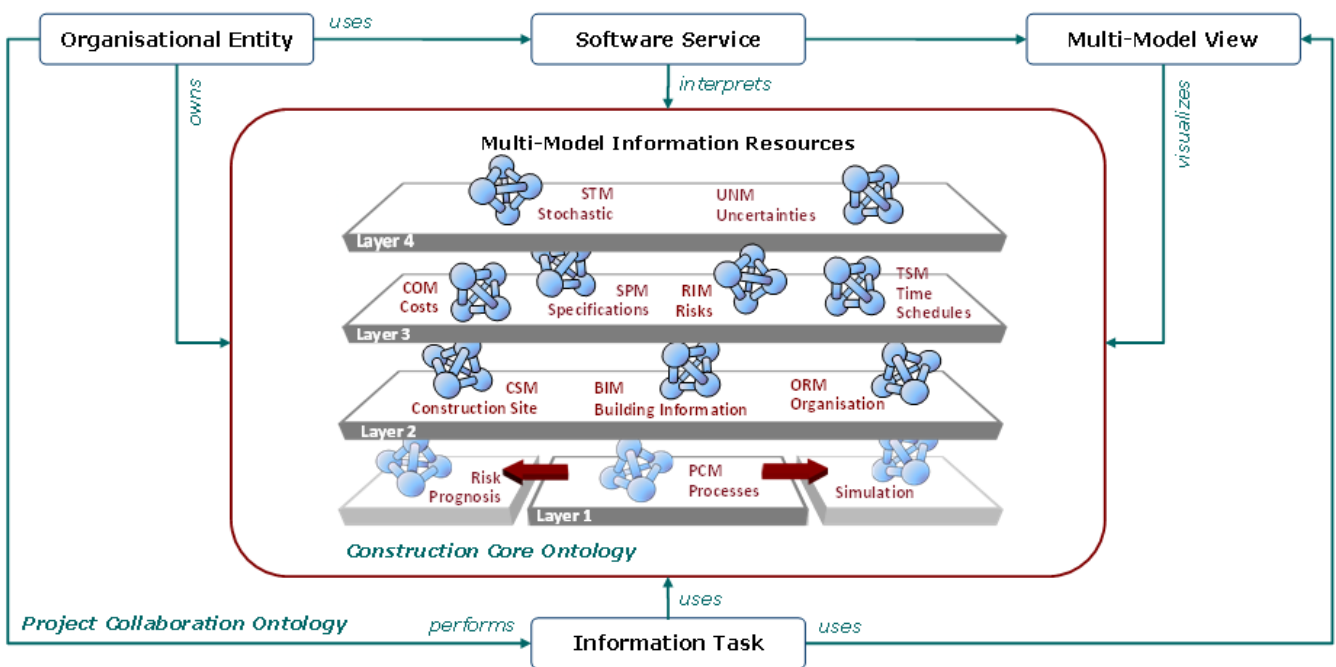 uses
Organisational Entity
Software Service
Multi-Model View
owns
interprets
visualizes
Multi-Model Information Resources
STM
Stochastic
UNM
Uncertainties
Layer 4
COM
Costs
SPM
Specifications
RIM
Risks
TSM
Time
Schedules
Layer 3
CSM
Construction Site
BIM
Building Information
ORM
Organisation
Layer 2
Risk
Prognosis
PCM
Processes
Simulation
Layer 1
Construction Core Ontology
uses
Project Collaboration Ontology
performs
uses
Information Task